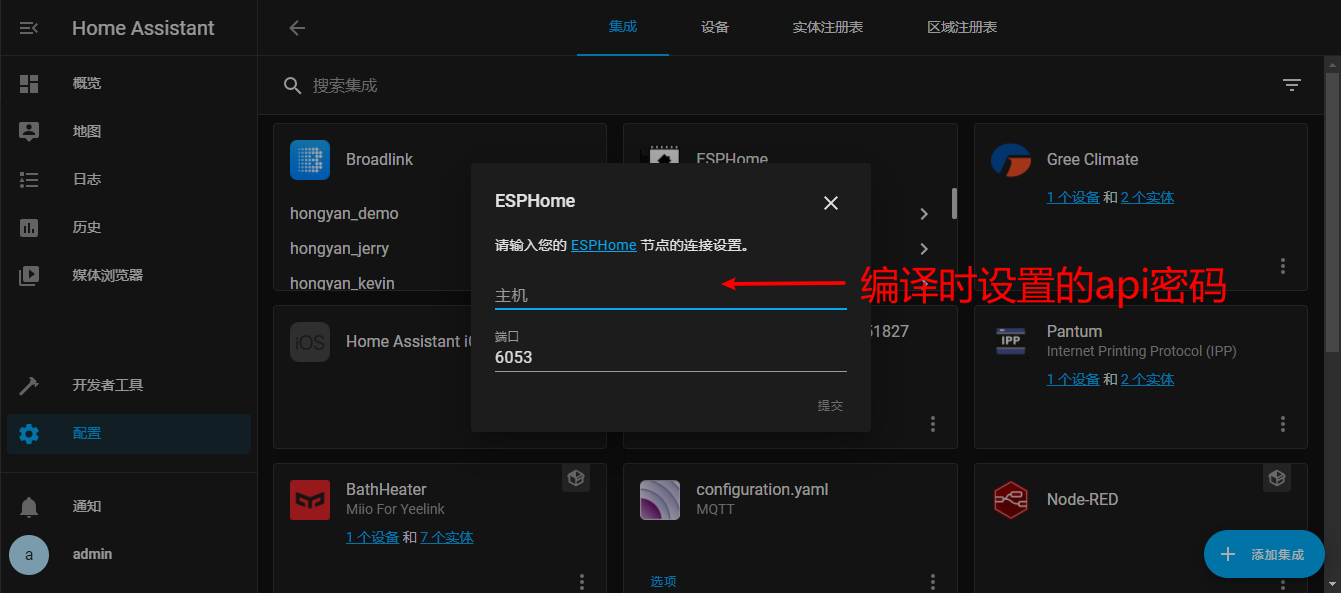 Home Assistant
集成
设备
实体注册表
区域注册表
概览
地图
日志
历史
媒体浏览器
开发者工具
配置
通知
a
admin
搜索集成
Broadlink
hongyan_demo
hongyan_jerry
hongyan_kevin
ESPHome
Gree Climate
1 个设备 和 2 个实体
ESPHome
请输入您的 ESPHome 节点的连接设置。
主机
端口
6053
提交
编译时设置的api密码
iOS
Home Assistant i
51827
IPP
Pantum
Internet Printing Protocol (IPP)
1 个设备 和 2 个实体
BathHeater
Miio For Yeelink
1 个设备 和 7 个实体
configuration.yaml
MQTT
选项
Node-RED
添加集成